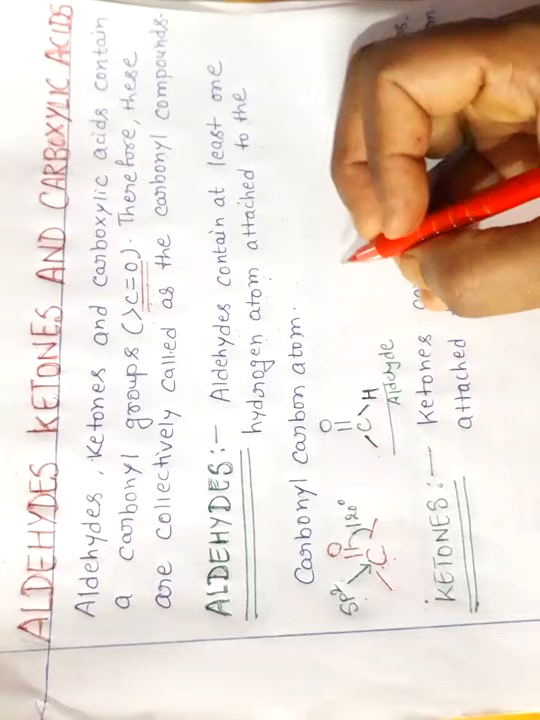 ALDEHYDES KETONES AND CARBOXYLIC ACIDS
Aldehydes, Ketones and carboxylic acids contain
a carbonyl groups (>C=O). Therefore, these
are collectively called as the carbonyl compounds.
ALDEHYDES:- Aldehydes contain at least one
hydrogen atom attached to the
Carbonyl carbon atom.
Sp² O C 120°
O C H
Aldehyde
KETONES:- Ketones
attached